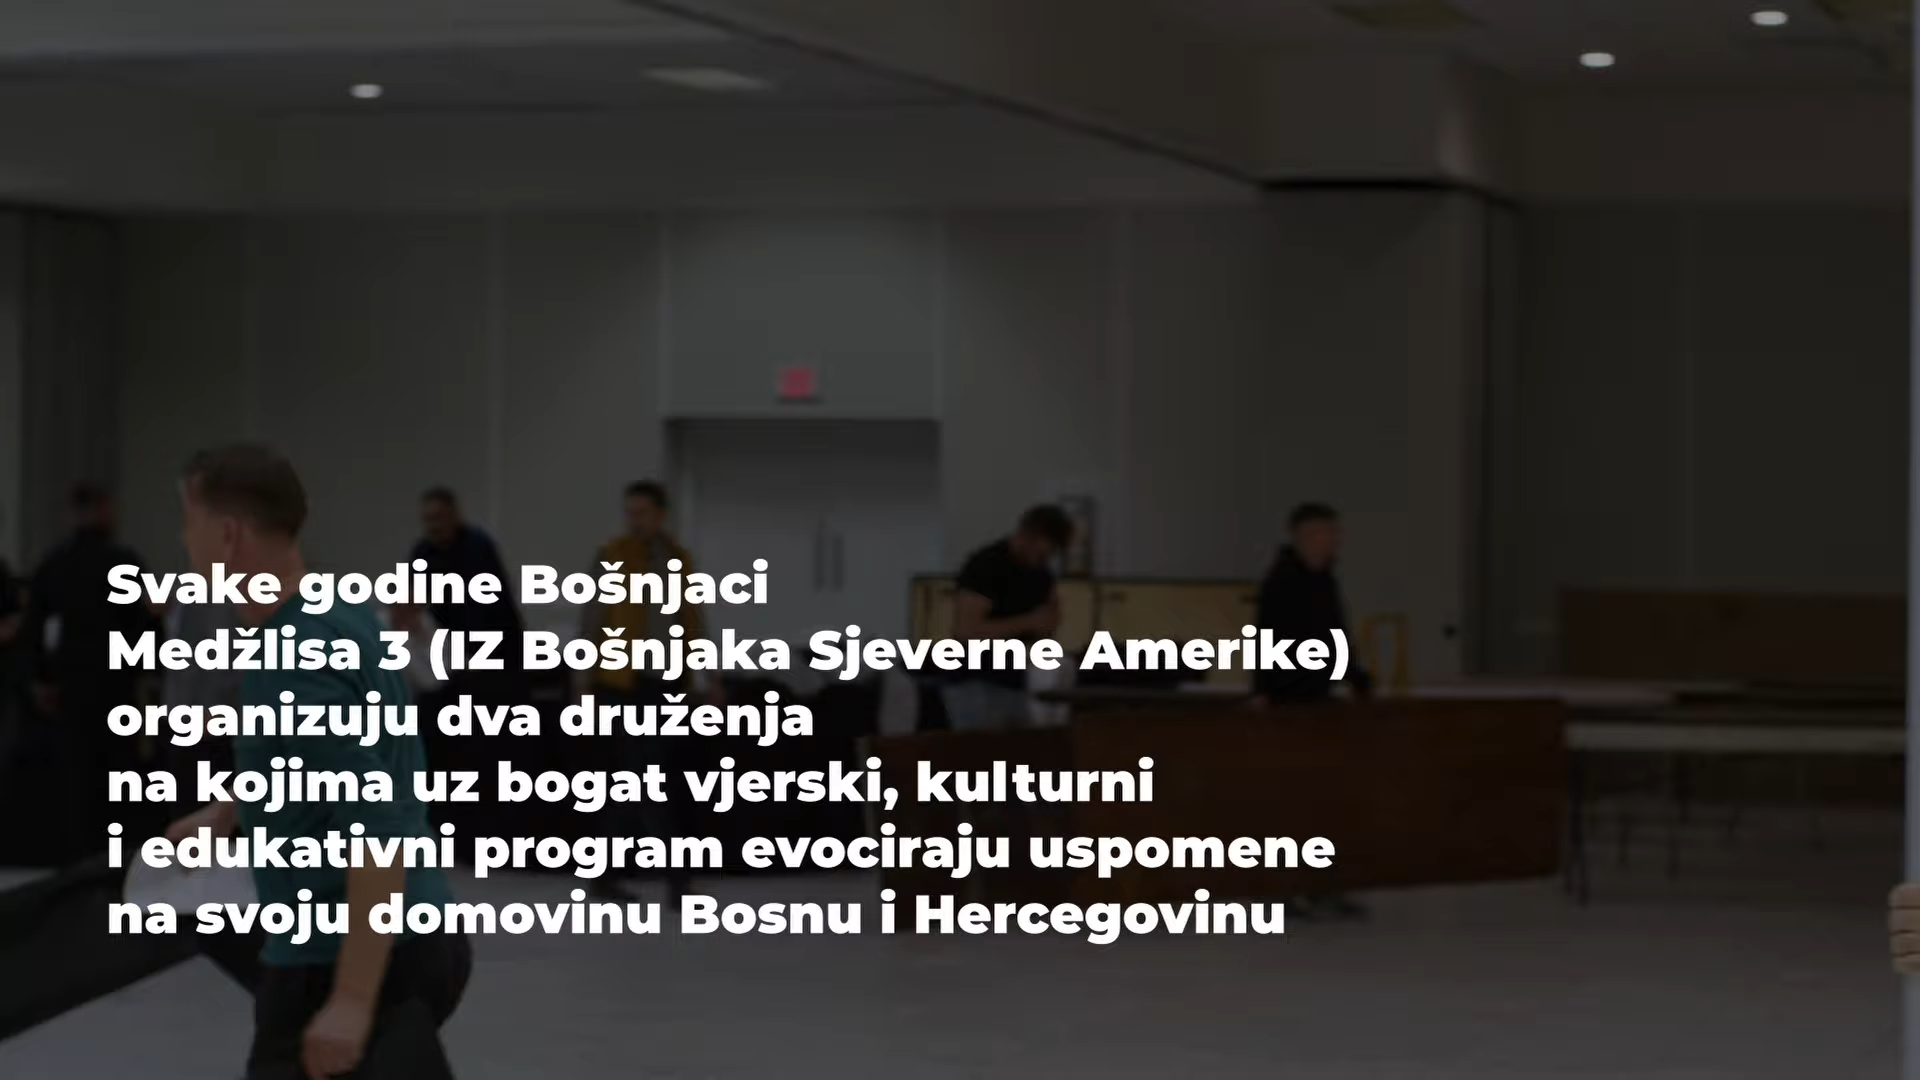 Svake godine Bošnjaci
Medžlisa 3 (IZ Bošnjaka Sjeverne Amerike)
organizuju dva druženja
na kojima uz bogat vjerski, kulturni
i edukativni program evociraju uspomene
na svoju domovinu Bosnu i Hercegovinu